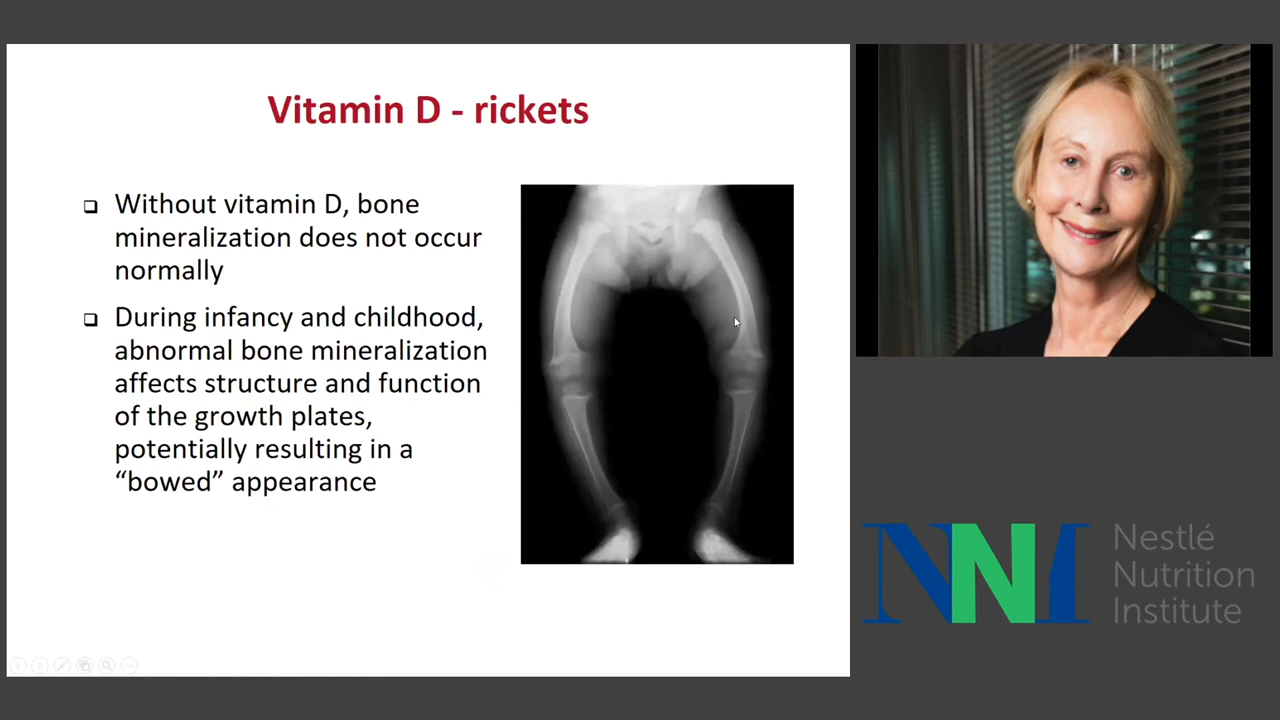 Vitamin D - rickets
Without vitamin D, bone
mineralization does not occur
normally
During infancy and childhood,
abnormal bone mineralization
affects structure and function
of the growth plates,
potentially resulting in a
“bowed” appearance
NNI
Nestlé
Nutrition
Institute